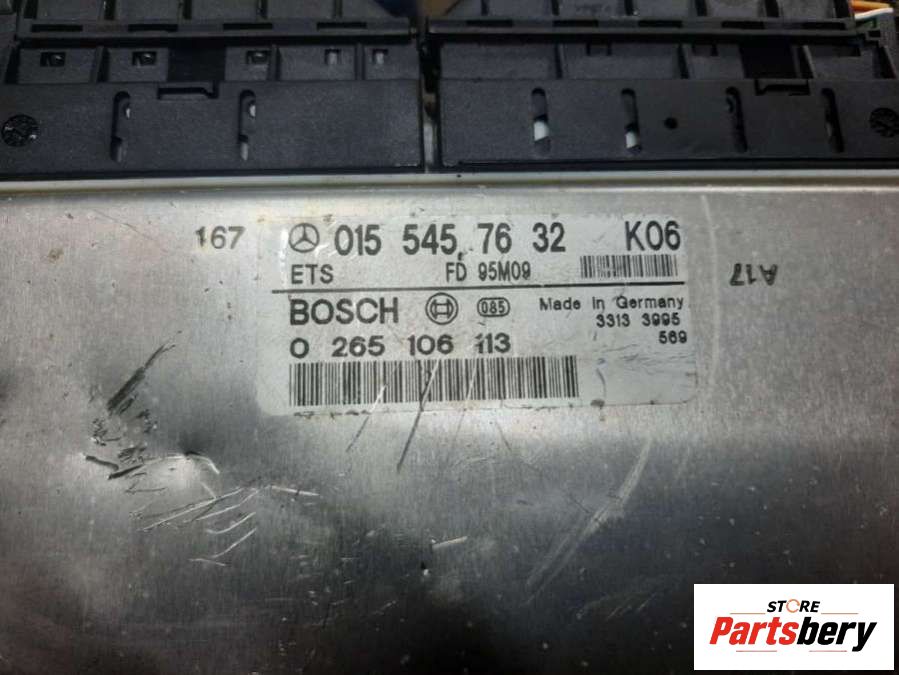 167
015 545 76 32 K06
ETS FD 95M09
A17
BOSCH 085 Made in Germany
3313 3995
0 265 106 113 569
STORE
Partsbery